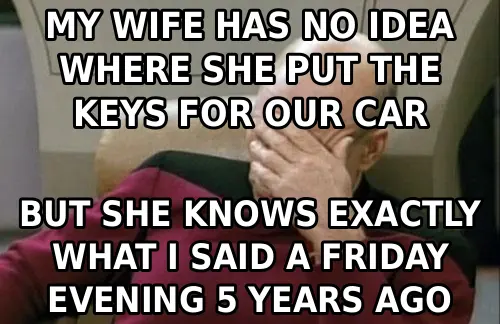 MY WIFE HAS NO IDEA
WHERE SHE PUT THE
KEYS FOR OUR CAR
BUT SHE KNOWS EXACTLY
WHAT I SAID A FRIDAY
EVENING 5 YEARS AGO